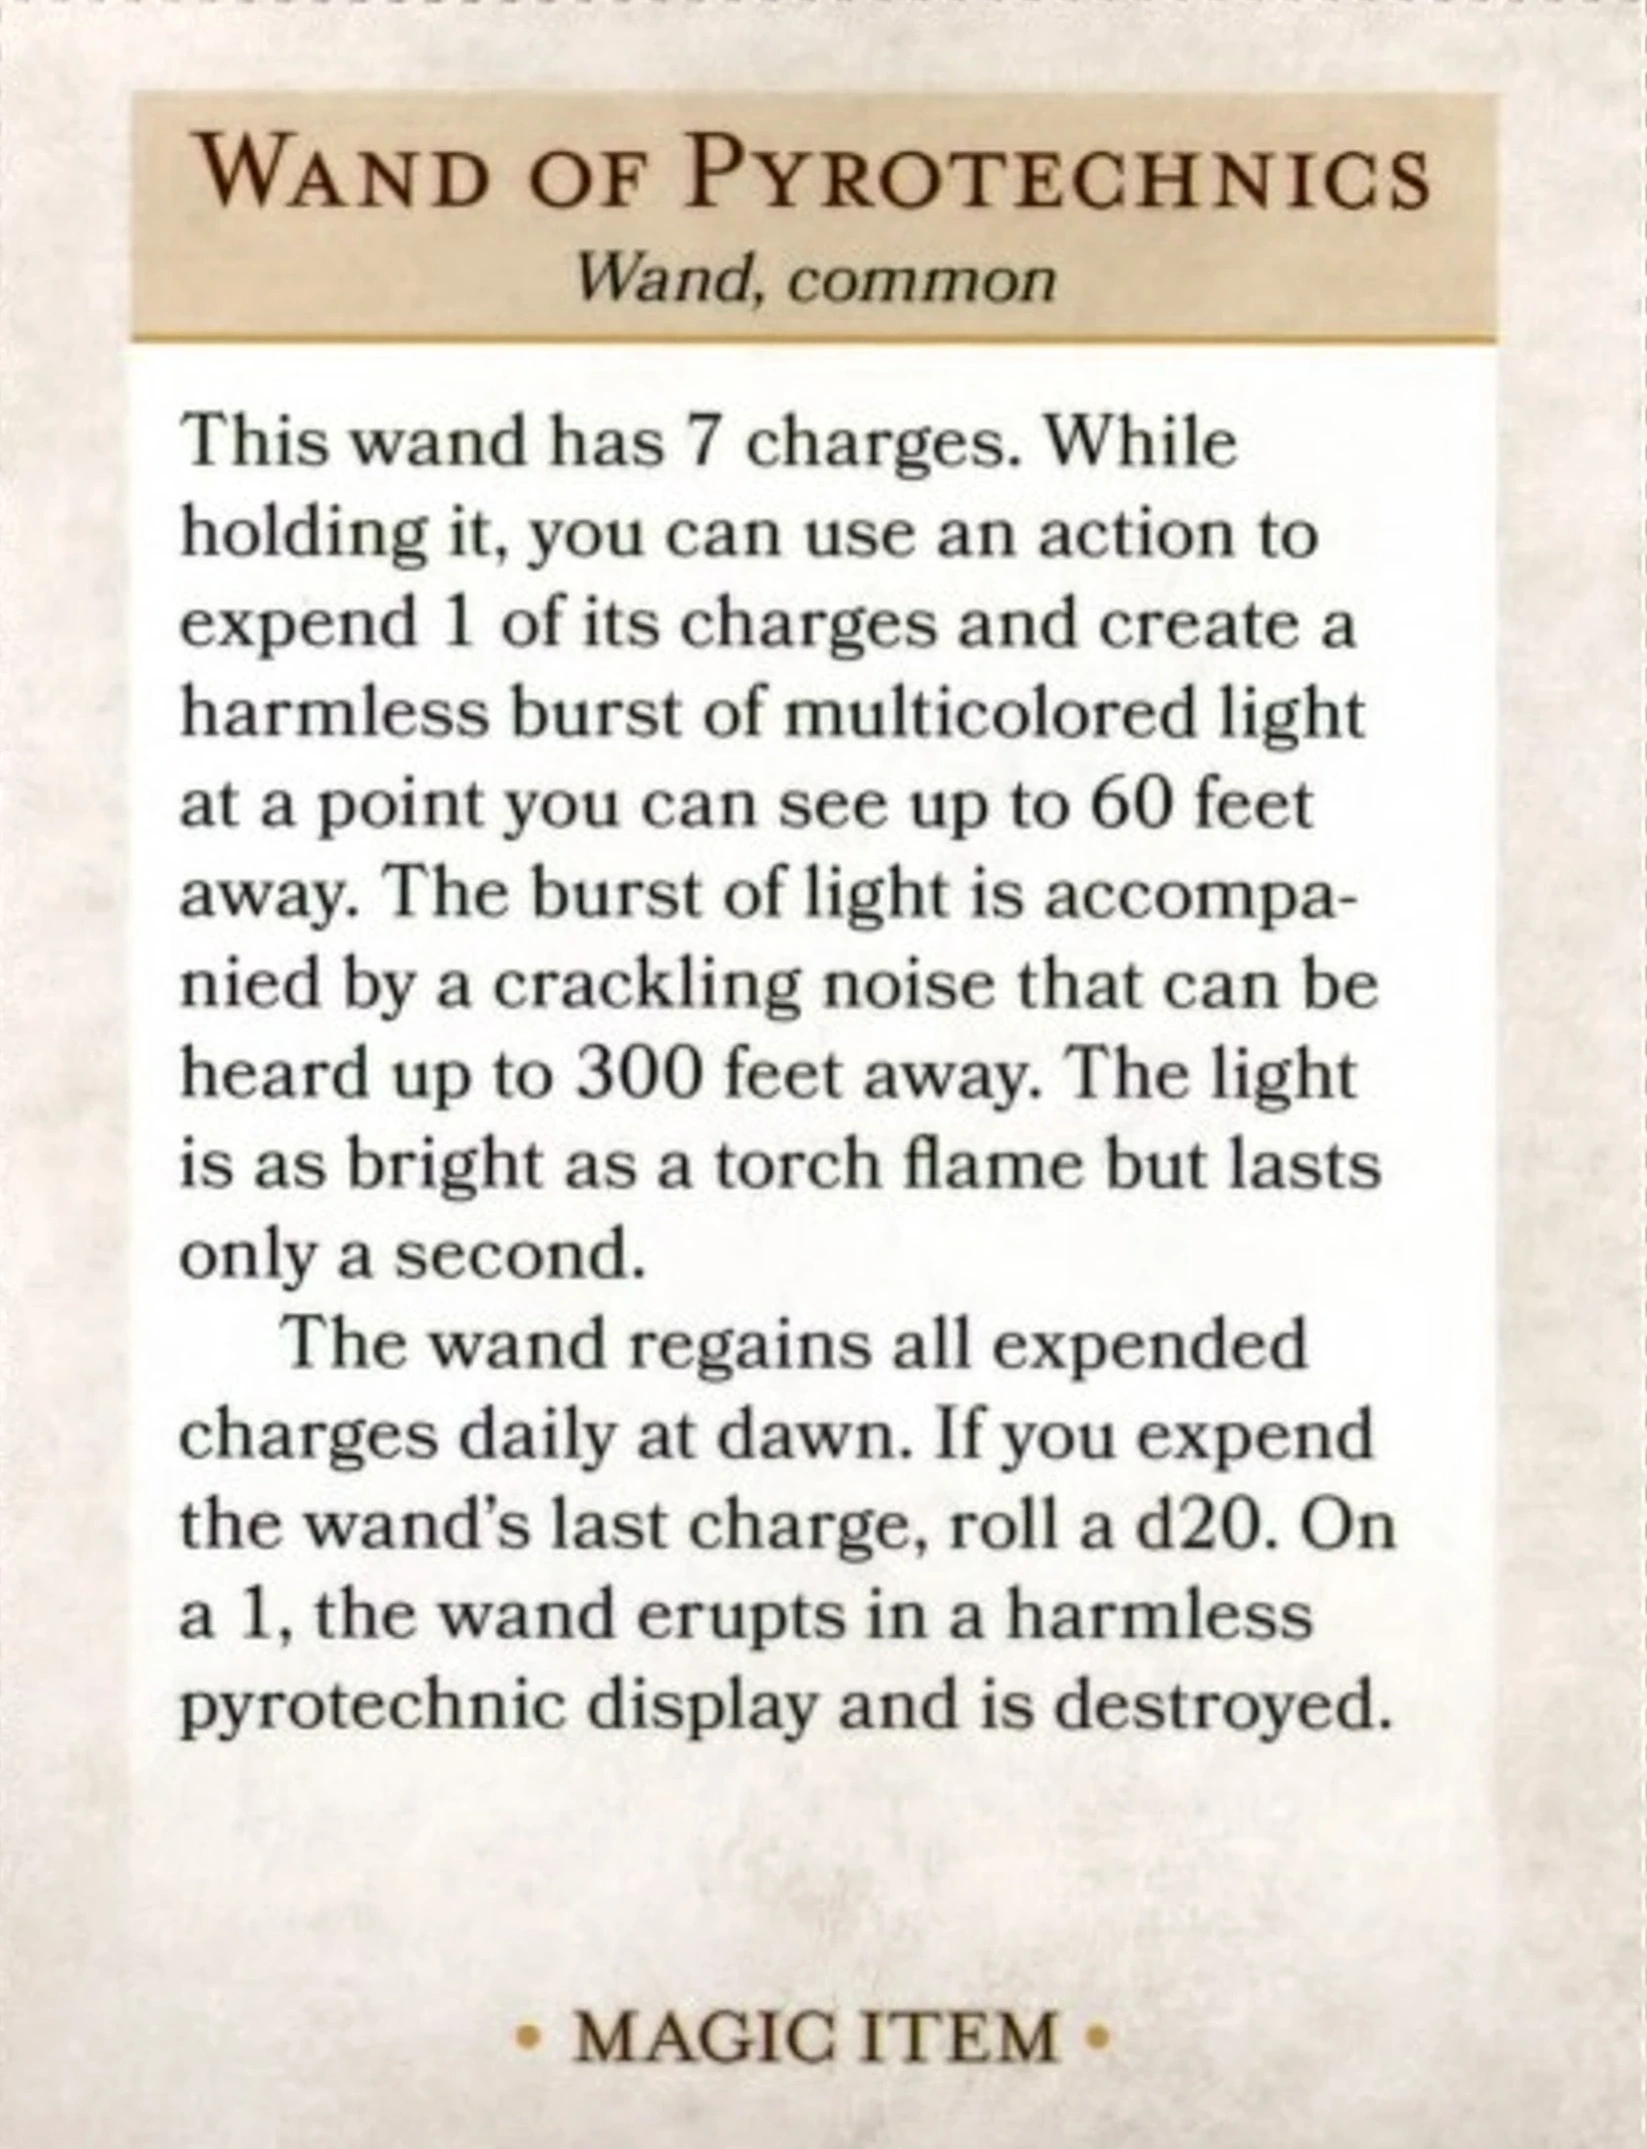 WAND OF PYROTECHNICS
Wand, common
This wand has 7 charges. While
holding it, you can use an action to
expend 1 of its charges and create a
harmless burst of multicolored light
at a point you can see up to 60 feet
away. The burst of light is accompa-
nied by a crackling noise that can be
heard up to 300 feet away. The light
is as bright as a torch flame but lasts
only a second.
The wand regains all expended
charges daily at dawn. If you expend
the wand's last charge, roll a d20. On
a 1, the wand erupts in a harmless
pyrotechnic display and is destroyed.
• MAGIC ITEM •